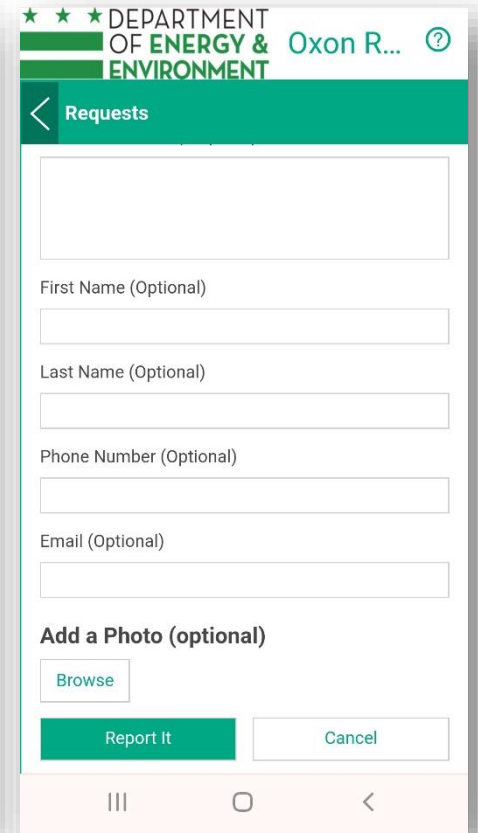 DEPARTMENT
OF ENERGY &
ENVIRONMENT
Oxon R...
?
Requests
First Name (Optional)
Last Name (Optional)
Phone Number (Optional)
Email (Optional)
Add a Photo (optional)
Browse
Report It
Cancel